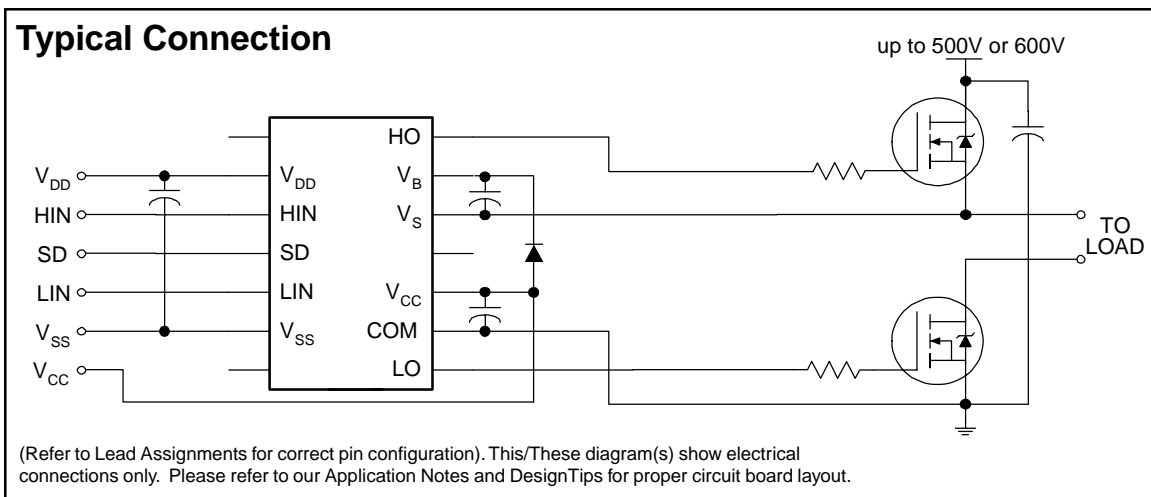 Typical Connection
up to 500V or 600V
HO
VDD
VDD
VB
HIN
HIN
VS
TO
LOAD
SD
SD
LIN
LIN
VCC
VSS
VSS
COM
VCC
LO
(Refer to Lead Assignments for correct pin configuration). This/These diagram(s) show electrical
connections only. Please refer to our Application Notes and DesignTips for proper circuit board layout.